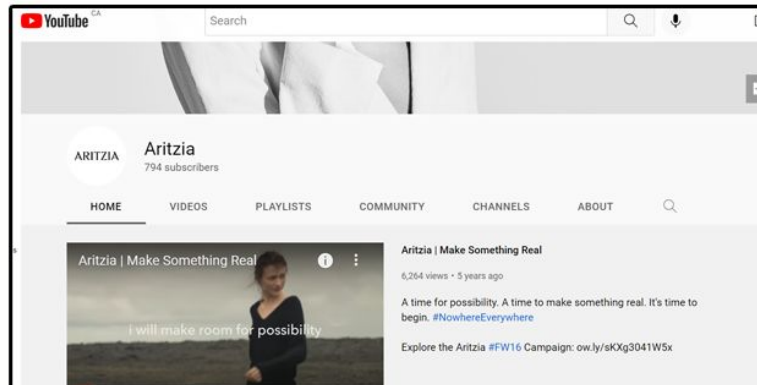 YouTube CA
Search
ARITZIA
Aritzia
794 subscribers
HOME VIDEOS PLAYLISTS COMMUNITY CHANNELS ABOUT
Aritzia | Make Something Real
i will make room for possibility
Aritzia | Make Something Real
6,264 views • 5 years ago
A time for possibility. A time to make something real. It's time to
begin. #NowhereEverywhere
Explore the Aritzia #FW16 Campaign: ow.ly/sKXg3041W5x